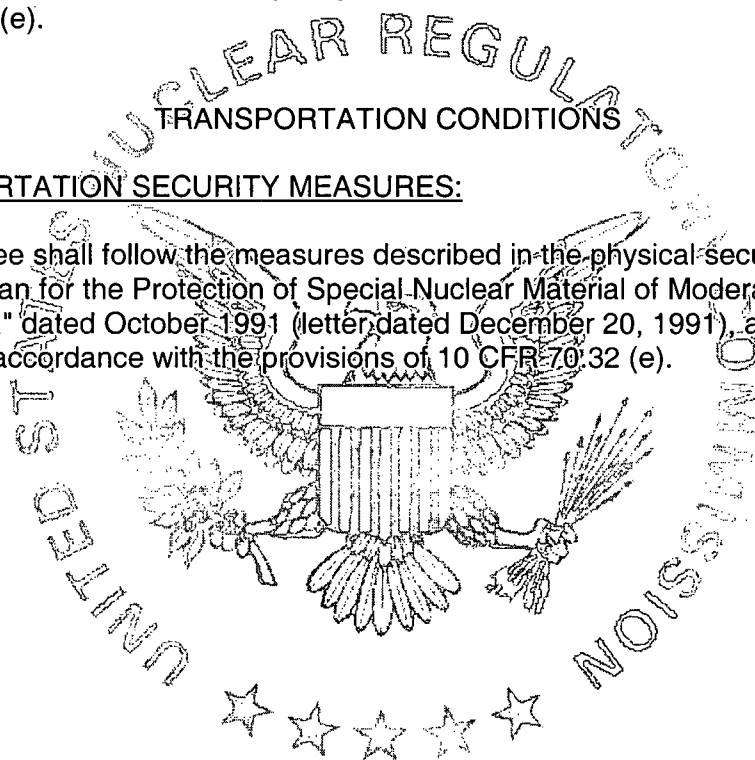 (e).
UNITED STATES NUCLEAR REGULATORY COMMISSION
TRANSPORTATION CONDITIONS
RTATION SECURITY MEASURES:
ee shall follow the measures described in the physical secu
an for the Protection of Special Nuclear Material of Modera
" dated October 1991 (letter dated December 20, 1991), a
accordance with the provisions of 10 CFR 70.32 (e).